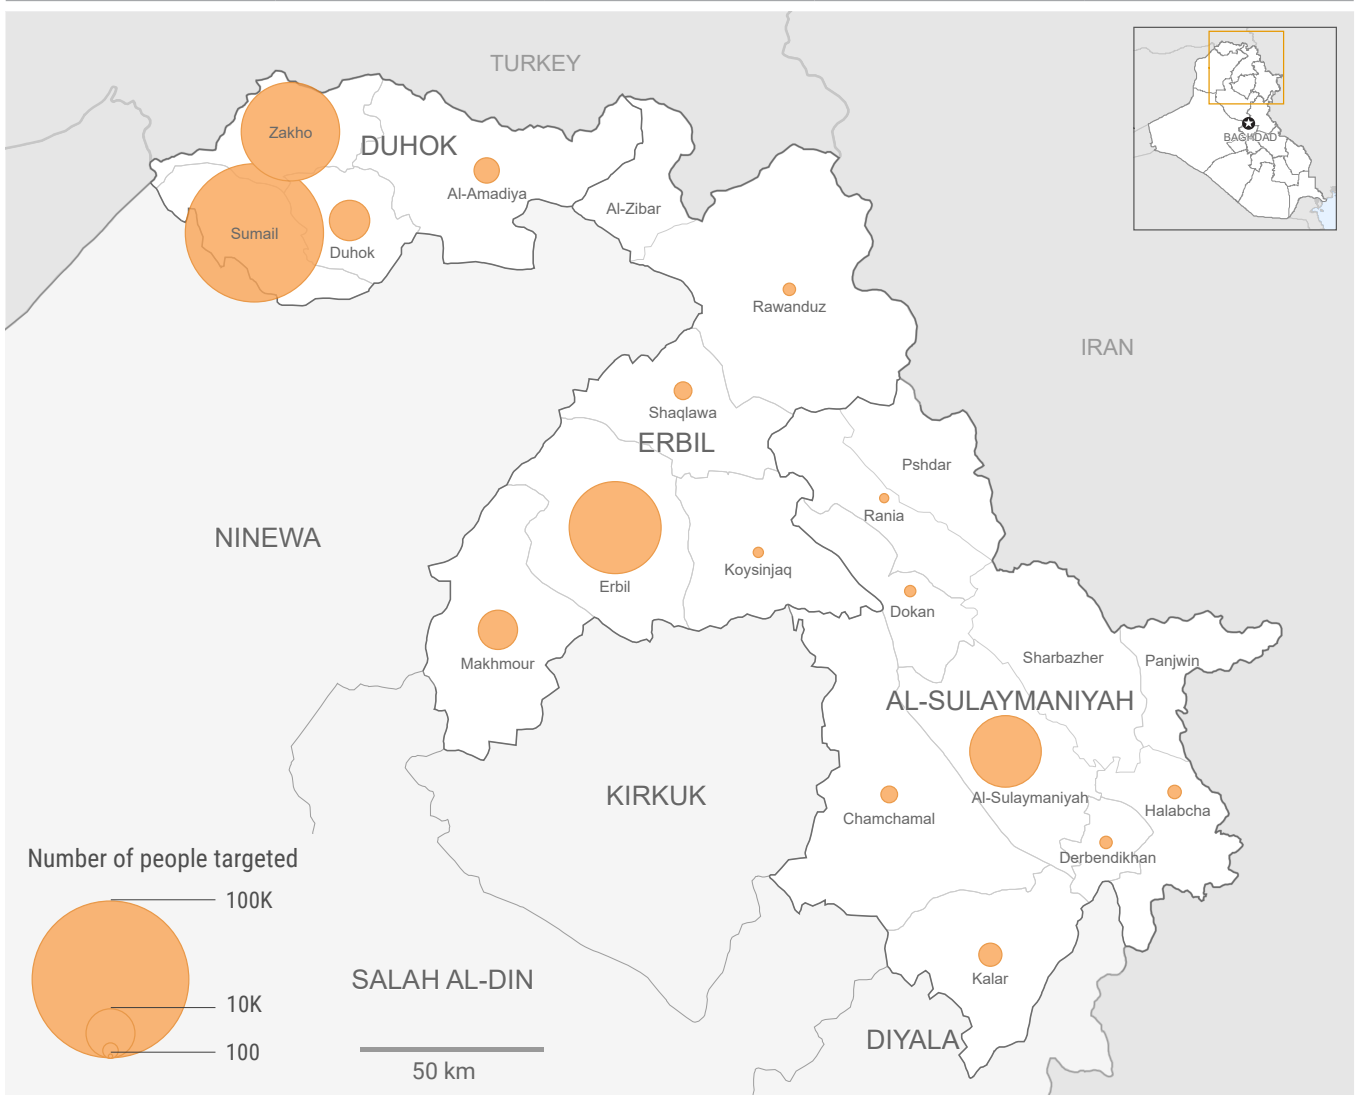 TURKEY
Zakho
DUHOK
Al-Amadiya
Al-Zibar
Sumail
Duhok
BAGHDAD
Rawanduz
IRAN
Shaqlawa
ERBIL
Pshdar
Rania
NINEWA
Koysinjaq
Erbil
Dokan
Makhmour
Sharbazher
Panjwin
AL-SULAYMANIYAH
KIRKUK
Al-Sulaymaniyah
Chamchamal
Halabcha
Derbendikhan
Number of people targeted
100K
10K
100
SALAH AL-DIN
Kalar
DIYALA
50 km